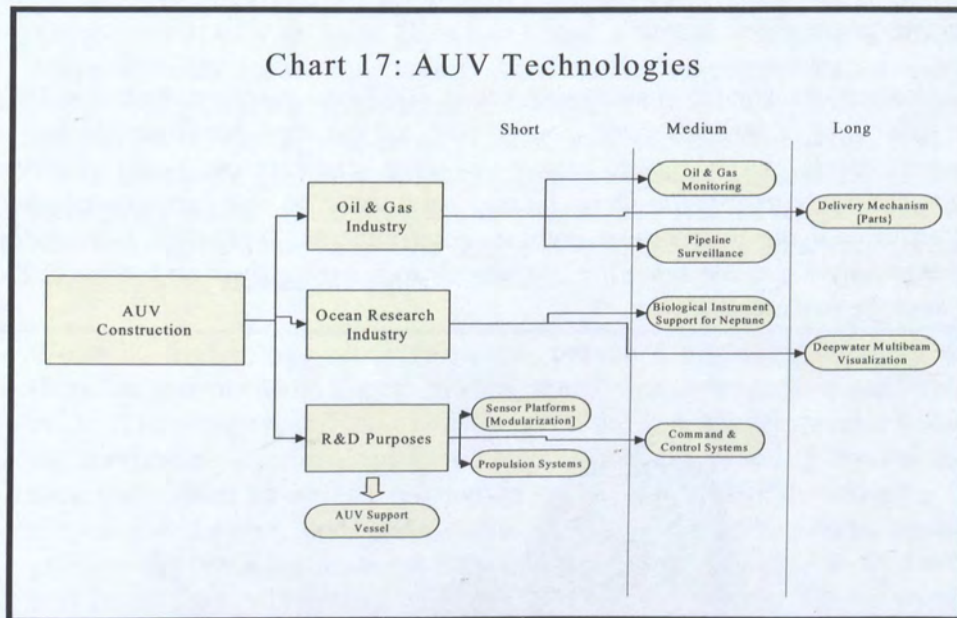 Chart 17: AUV Technologies
Short
Medium
Long
Oil & Gas
Monitoring
Oil & Gas
Industry
Delivery Mechanism
[Parts}
Pipeline
Surveillance
AUV
Construction
Ocean Research
Industry
Biological Instrument
Support for Neptune
Deepwater Multibeam
Visualization
R&D Purposes
Sensor Platforms
[Modularization]
Propulsion Systems
Command &
Control Systems
AUV Support
Vessel